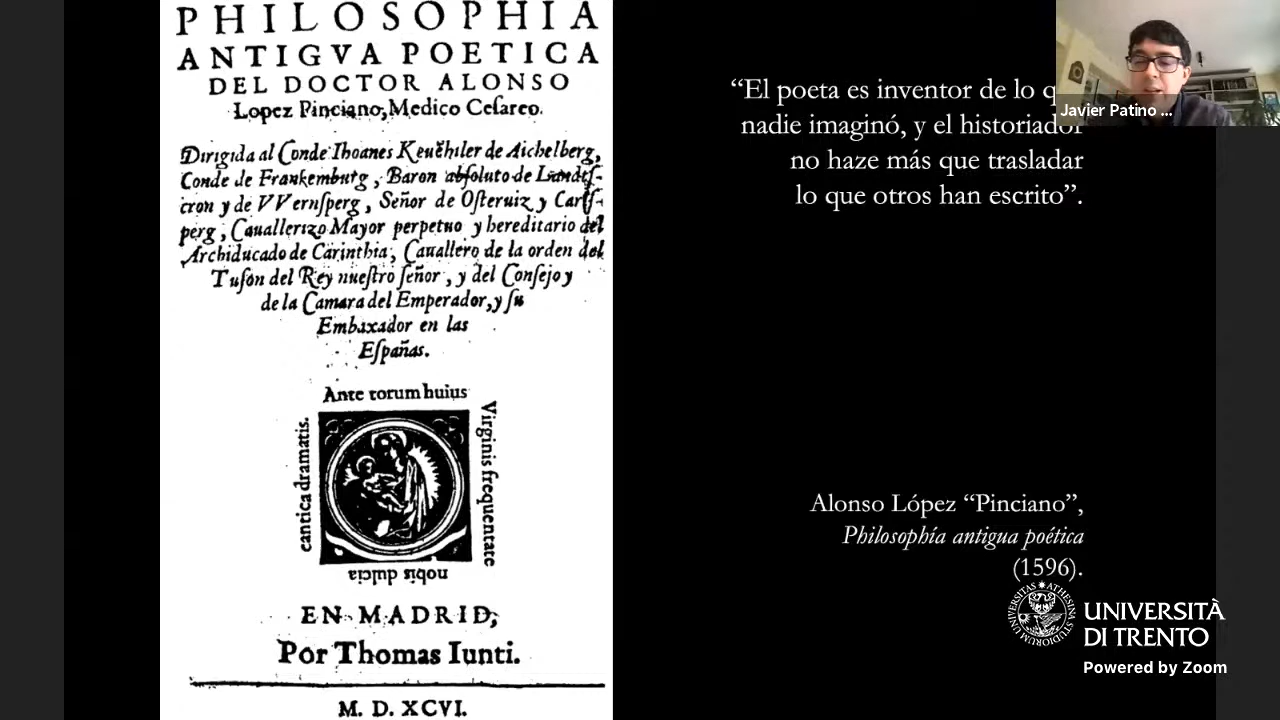 PHILOSOPHIA
ANTIGVA POETICA
DEL DOCTOR ALONSO
Lopez Pinciano, Medico Cesareo.
Dirigida al Conde Ihoanes Keuẽhiler de Aichelberg,
Conde de Frankemburg, Baron absoluto de Landtſ-
cron y de VVernſperg, Señor de Oſteruiz y Carlſ-
perg, Cauallerizo Mayor perpetuo y hereditario del
Archiducado de Carinthia, Cauallero de la orden del
Tuſon del Rey nueſtro ſeñor, y del Conſejo y
de la Camara del Emperador, y ſu
Embaxador en las
Eſpañas.
Ante torum huius
Virginis frequentate
nobis dulcia
cantica dramatis.
EN MADRID,
Por Thomas Iunti.
M. D. XCVI.
“El poeta es inventor de lo
nadie imaginó, y el historiador
no haze más que trasladar
lo que otros han escrito”.
Alonso López “Pinciano”,
Philosophía antigua poética
(1596).
Javier Patino ...
UNIVERSITAS ATHESINA STUDIORUM
UNIVERSITÀ
DI TRENTO
Powered by Zoom